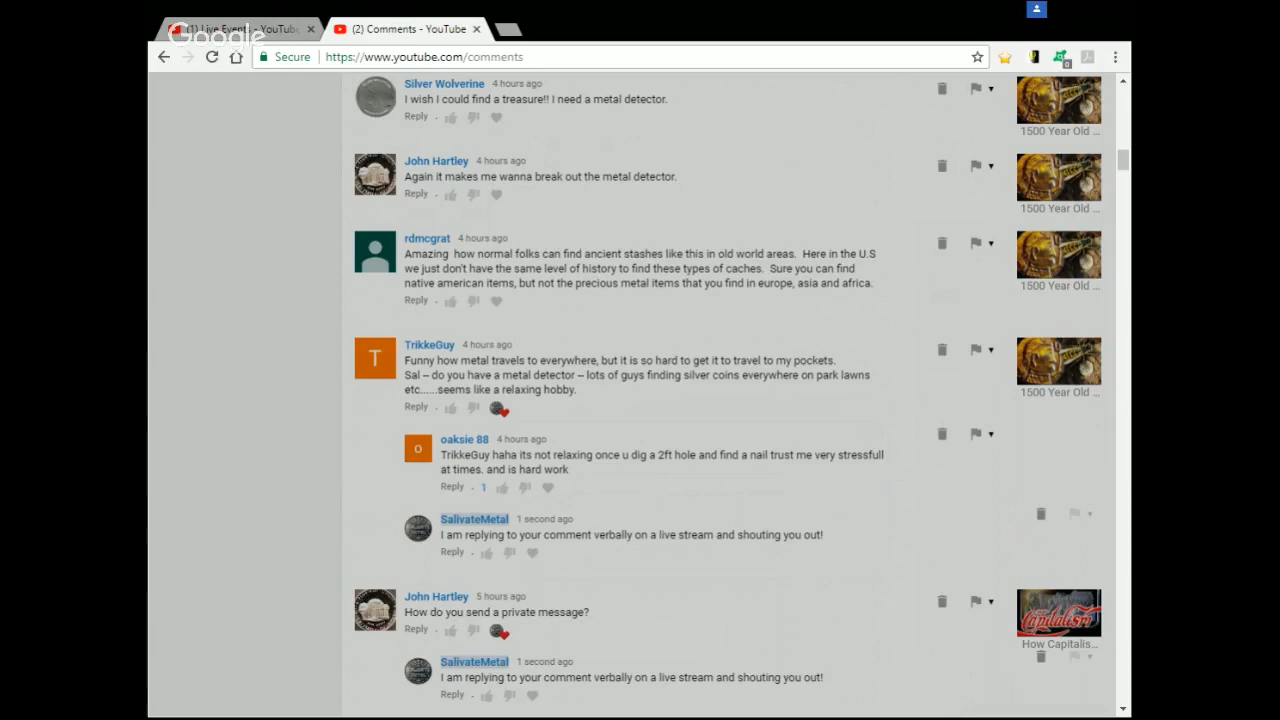 (1) Live Events - YouTube
(2) Comments - YouTube
Google
Secure
https://www.youtube.com/comments
0
Silver Wolverine 4 hours ago
I wish I could find a treasure!! I need a metal detector.
Reply
1500 Year Old ...
John Hartley 4 hours ago
Again it makes me wanna break out the metal detector.
Reply
1500 Year Old ...
rdmcgrat 4 hours ago
Amazing how normal folks can find ancient stashes like this in old world areas. Here in the U.S
we just don't have the same level of history to find these types of caches. Sure you can find
native american items, but not the precious metal items that you find in europe, asia and africa.
Reply
1500 Year Old ...
T
TrikkeGuy 4 hours ago
Funny how metal travels to everywhere, but it is so hard to get it to travel to my pockets.
Sal -- do you have a metal detector -- lots of guys finding silver coins everywhere on park lawns
etc......seems like a relaxing hobby.
Reply
1500 Year Old ...
o
oaksie 88 4 hours ago
TrikkeGuy haha its not relaxing once u dig a 2ft hole and find a nail trust me very stressfull
at times. and is hard work
Reply 1
SalivateMetal 1 second ago
I am replying to your comment verbally on a live stream and shouting you out!
Reply
John Hartley 5 hours ago
How do you send a private message?
Reply
Capitalism
How Capitalis...
SalivateMetal 1 second ago
I am replying to your comment verbally on a live stream and shouting you out!
Reply